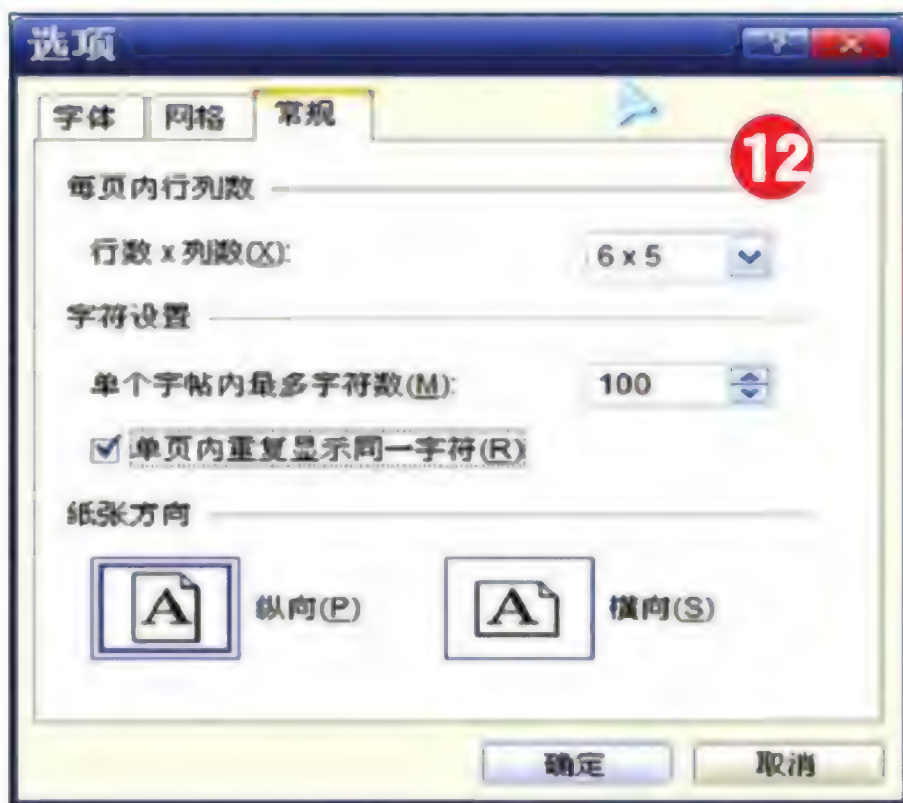 选项
字体 网格 常规
12
每页内行列数
行数 x 列数(X): 6 x 5
字符设置
单个字帖内最多字符数(M): 100
单页内重复显示同一字符(R)
纸张方向
A 纵向(P) A 横向(S)
确定 取消